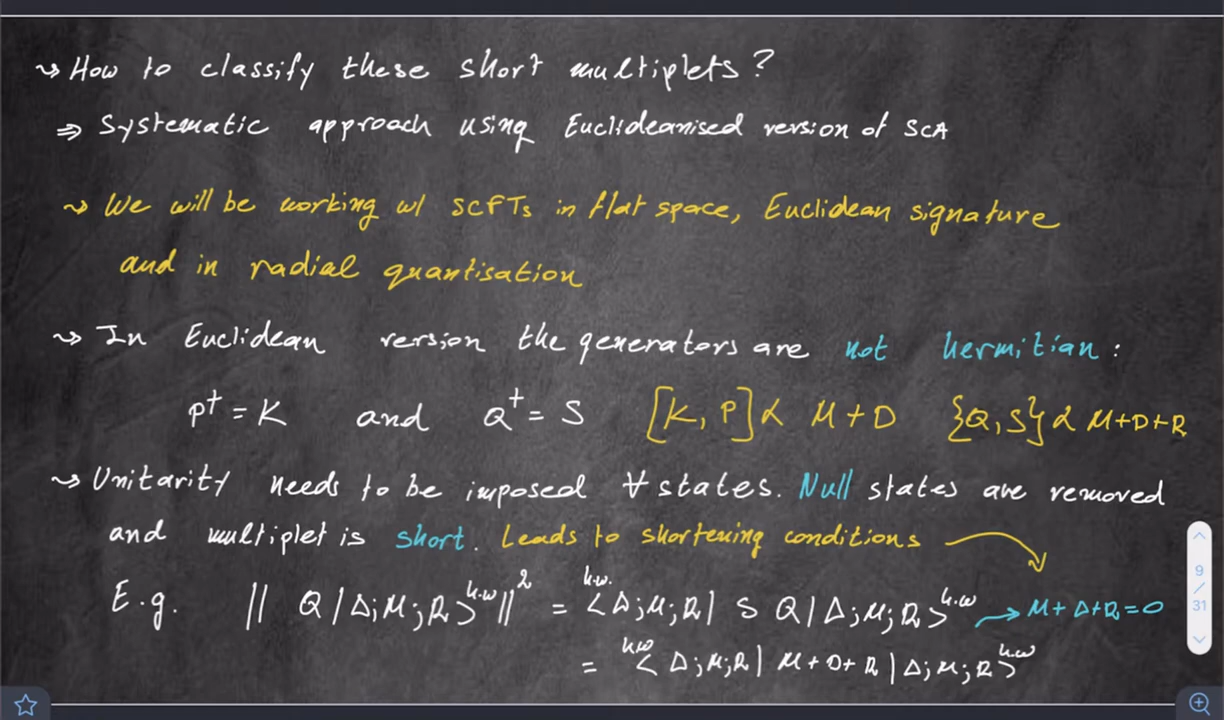 ⇝ How to classify these short multiplets?
⇒ Systematic approach using Euclideanised version of SCA
⇝ We will be working w/ SCFTs in flat space, Euclidean signature
and in radial quantisation
⇝ In Euclidean version the generators are not hermitian:
P† = K and Q† = S [K, P] ∝ M + D {Q, S} ∝ M+D+R
⇝ Unitarity needs to be imposed ∀ states. Null states are removed
and multiplet is short. Leads to shortening conditions
E.g. || Q |Δ;M;R>^{h.w} ||² = ^{h.w.}<Δ;M;R| S Q |Δ;M;R>^{h.w} → M+Δ+R=0
= ^{h.w}<Δ;M;R| M+D+R |Δ;M;R>^{h.w}
9
/
31